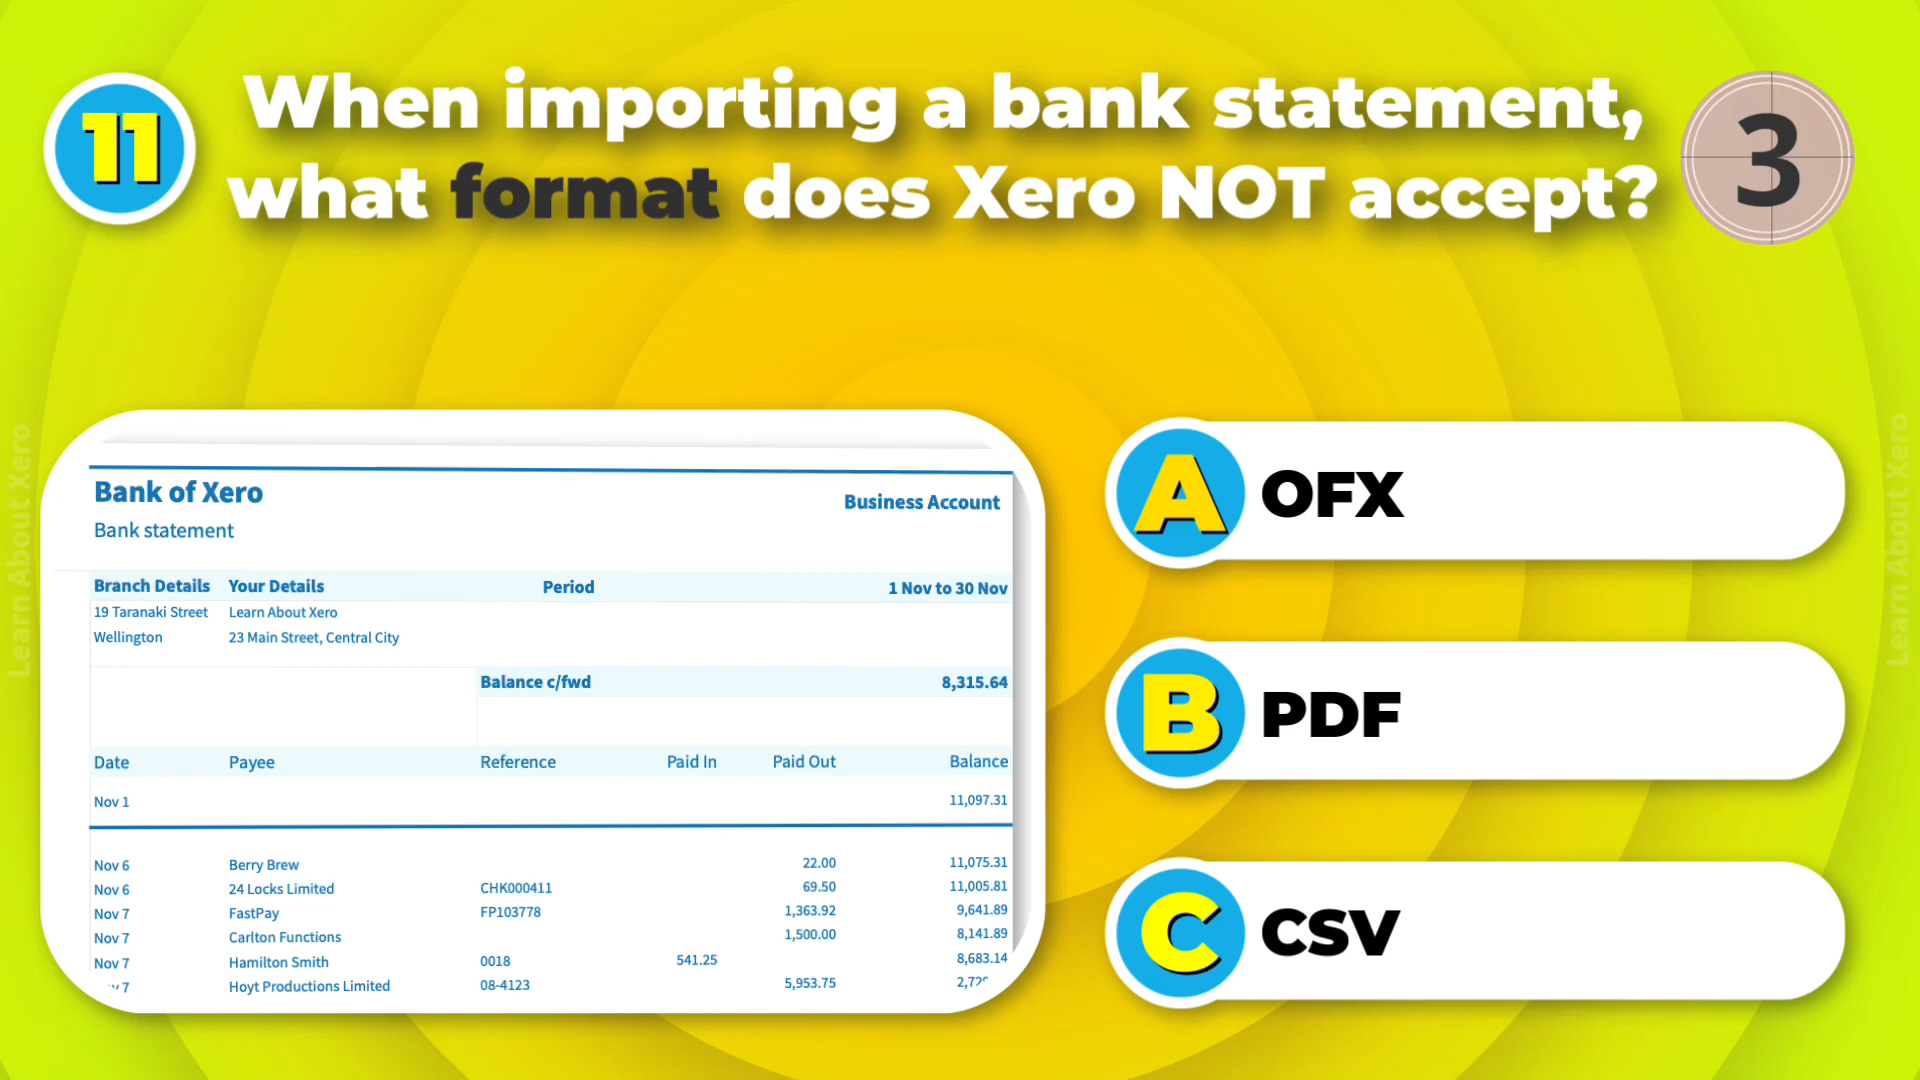 11
When importing a bank statement,
what format does Xero NOT accept?
3
Learn About Xero
Learn About Xero
Bank of Xero
Business Account
Bank statement
Branch Details Your Details Period 1 Nov to 30 Nov
19 Taranaki Street Learn About Xero
Wellington 23 Main Street, Central City
Balance c/fwd 8,315.64
Date Payee Reference Paid In Paid Out Balance
Nov 1 11,097.31
Nov 6 Berry Brew 22.00 11,075.31
Nov 6 24 Locks Limited CHK000411 69.50 11,005.81
Nov 7 FastPay FP103778 1,363.92 9,641.89
Nov 7 Carlton Functions 1,500.00 8,141.89
Nov 7 Hamilton Smith 0018 541.25 8,683.14
7 Hoyt Productions Limited 08-4123 5,953.75
A OFX
B PDF
C CSV